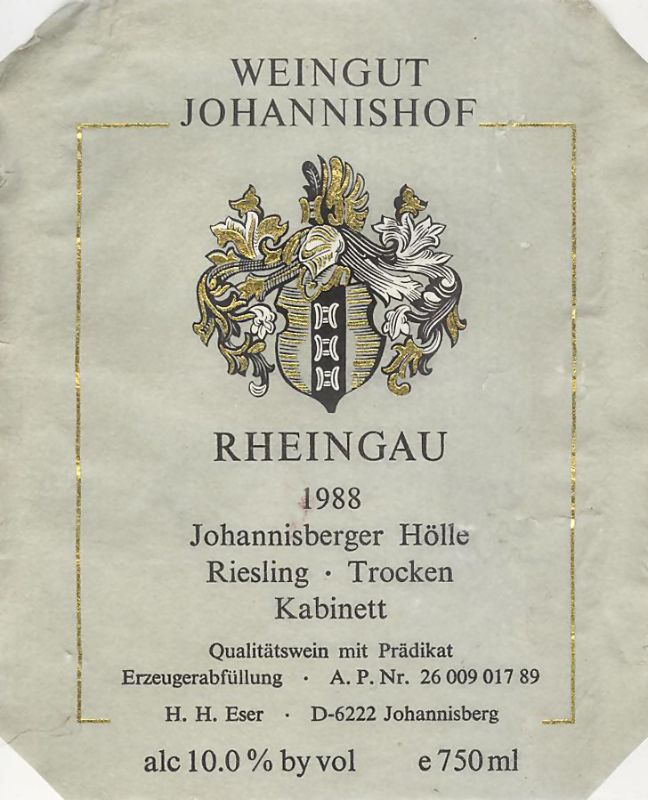 WEINGUT
JOHANNISHOF
RHEINGAU
1988
Johannisberger Hölle
Riesling · Trocken
Kabinett
Qualitätswein mit Prädikat
Erzeugerabfüllung · A. P. Nr. 26 009 017 89
H. H. Eser · D-6222 Johannisberg
alc 10.0 % by vol e 750 ml